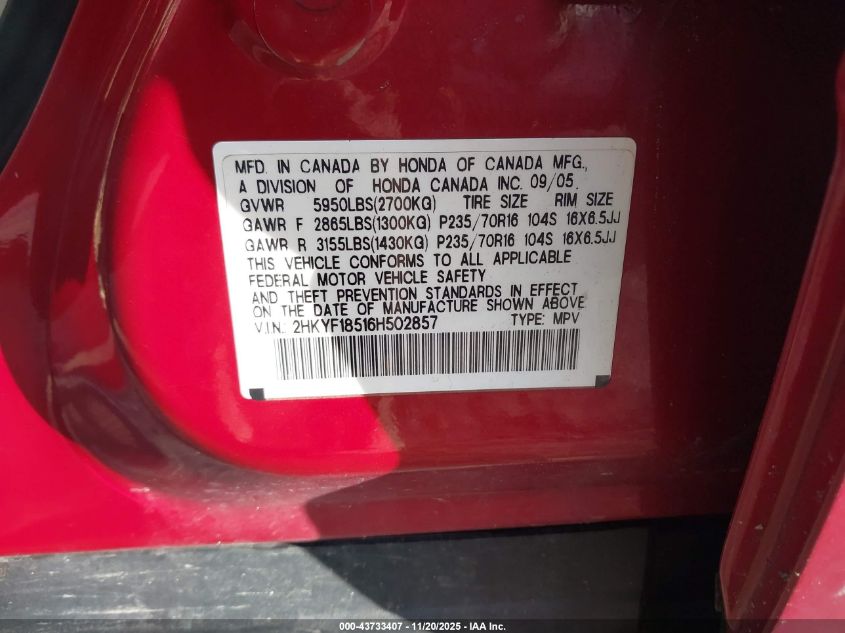 MFD. IN CANADA BY HONDA OF CANADA MFG.,
A DIVISION OF HONDA CANADA INC. 09/05
GVWR 5950LBS(2700KG) TIRE SIZE RIM SIZE
GAWR F 2865LBS(1300KG) P235/70R16 104S 16X6.5JJ
GAWR R 3155LBS(1430KG) P235/70R16 104S 16X6.5JJ
THIS VEHICLE CONFORMS TO ALL APPLICABLE
FEDERAL MOTOR VEHICLE SAFETY
AND THEFT PREVENTION STANDARDS IN EFFECT
ON THE DATE OF MANUFACTURE SHOWN ABOVE
V.I.N.: 2HKYF18516H502857 TYPE: MPV
000-43733407 - 11/20/2025 - IAA Inc.